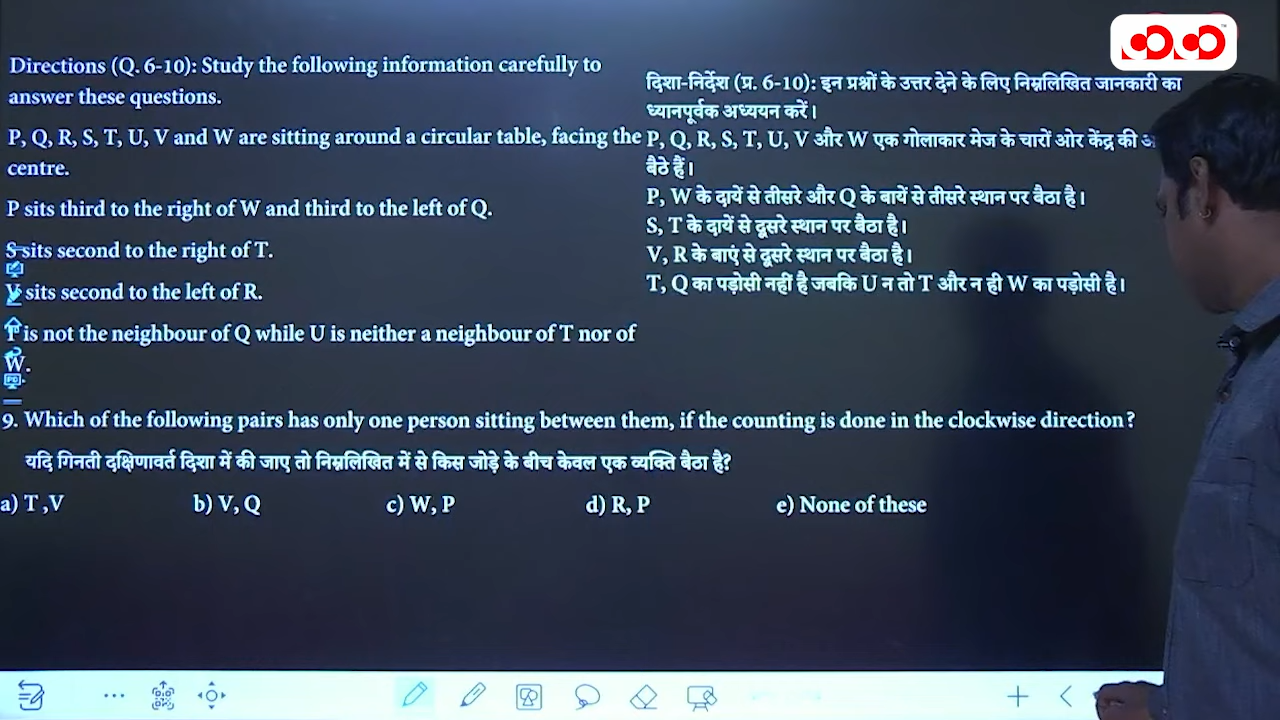 Directions (Q. 6-10): Study the following information carefully to
answer these questions.
P, Q, R, S, T, U, V and W are sitting around a circular table, facing the
centre.
P sits third to the right of W and third to the left of Q.
S sits second to the right of T.
V sits second to the left of R.
T is not the neighbour of Q while U is neither a neighbour of T nor of
W.
दिशा-निर्देश (प्र. 6-10): इन प्रश्नों के उत्तर देने के लिए निम्नलिखित जानकारी का
ध्यानपूर्वक अध्ययन करें।
P, Q, R, S, T, U, V और W एक गोलाकार मेज के चारों ओर केंद्र की
बैठे हैं।
P, W के दायें से तीसरे और Q के बायें से तीसरे स्थान पर बैठा है।
S, T के दायें से दूसरे स्थान पर बैठा है।
V, R के बाएं से दूसरे स्थान पर बैठा है।
T, Q का पड़ोसी नहीं है जबकि U न तो T और न ही W का पड़ोसी है।
9. Which of the following pairs has only one person sitting between them, if the counting is done in the clockwise direction?
यदि गिनती दक्षिणावर्त दिशा में की जाए तो निम्नलिखित में से किस जोड़े के बीच केवल एक व्यक्ति बैठा है?
a) T ,V b) V, Q c) W, P d) R, P e) None of these